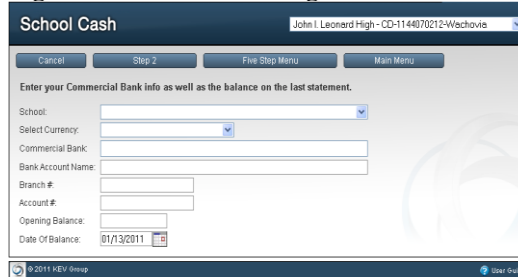 School Cash
John I. Leonard High - CD-1144070212-Wachovia
Cancel Step 2 Five Step Menu Main Menu
Enter your Commercial Bank info as well as the balance on the last statement.
School:
Select Currency:
Commercial Bank:
Bank Account Name:
Branch #:
Account #:
Opening Balance:
Date Of Balance: 01/13/2011
© 2011 KEV Group